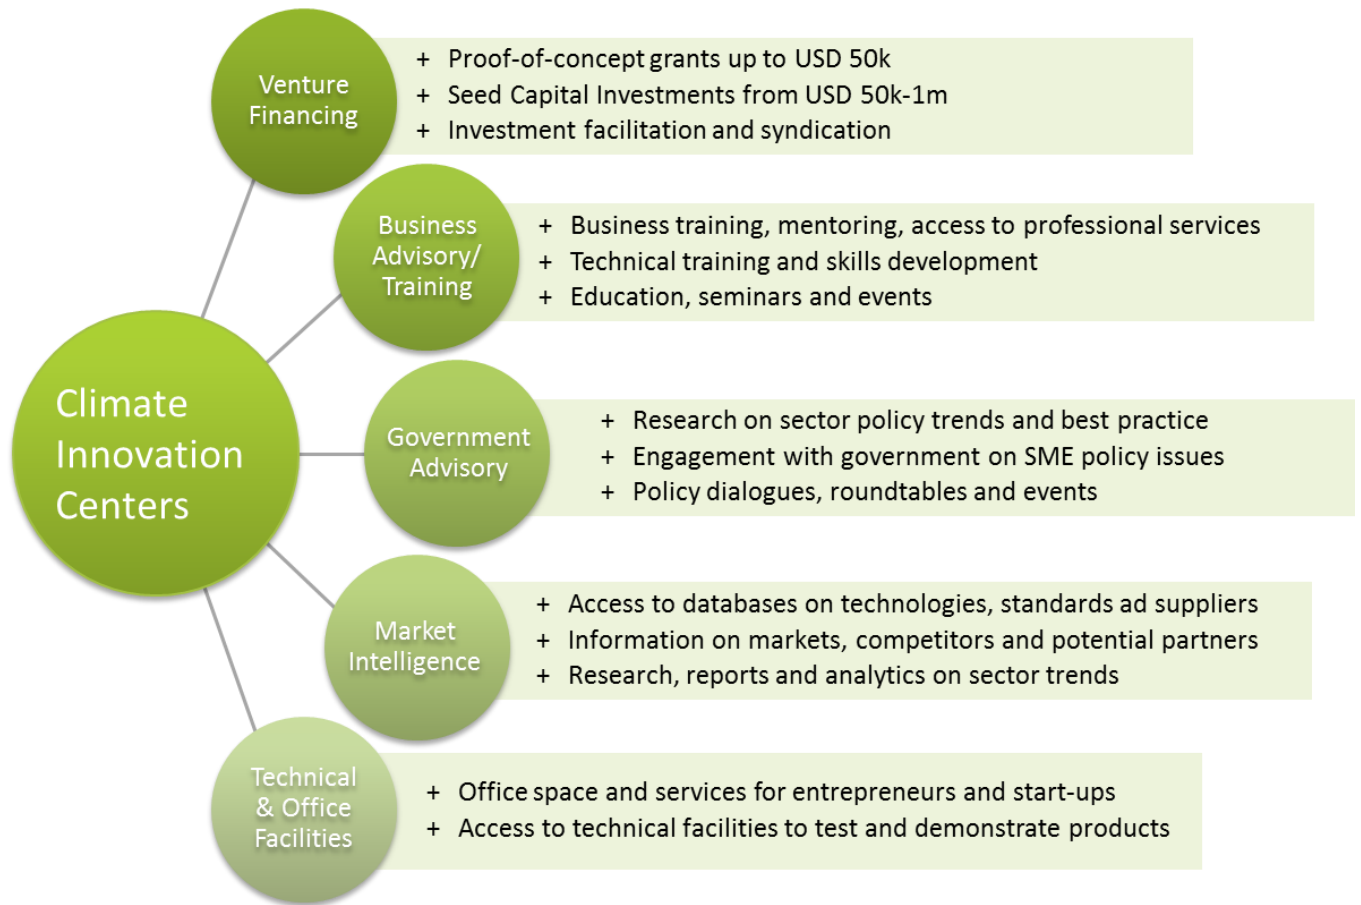 Venture
Financing
+ Proof-of-concept grants up to USD 50k
+ Seed Capital Investments from USD 50k-1m
+ Investment facilitation and syndication
Business
Advisory/
Training
+ Business training, mentoring, access to professional services
+ Technical training and skills development
+ Education, seminars and events
Climate
Innovation
Centers
Government
Advisory
+ Research on sector policy trends and best practice
+ Engagement with government on SME policy issues
+ Policy dialogues, roundtables and events
Market
Intelligence
+ Access to databases on technologies, standards ad suppliers
+ Information on markets, competitors and potential partners
+ Research, reports and analytics on sector trends
Technical
& Office
Facilities
+ Office space and services for entrepreneurs and start-ups
+ Access to technical facilities to test and demonstrate products